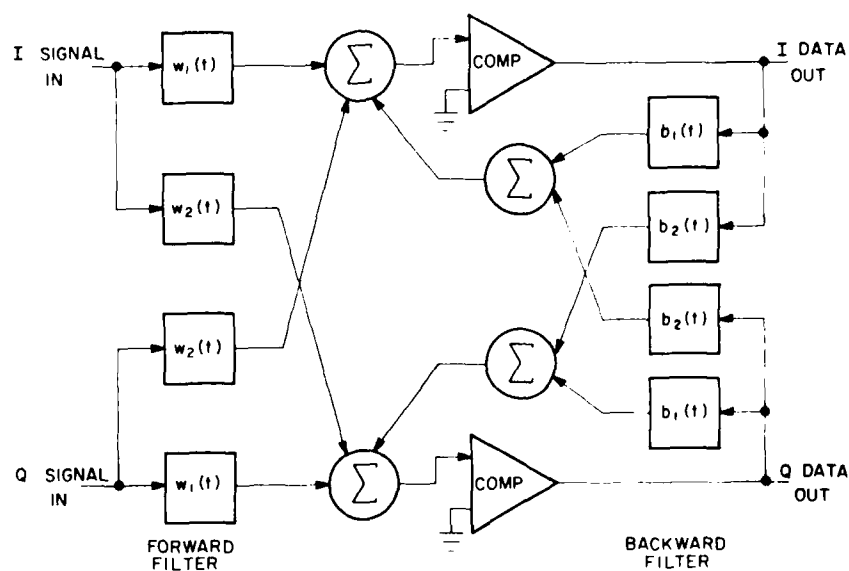 I SIGNAL
IN
w₁(t)
Σ
COMP
I DATA
OUT
b₁(t)
Σ
w₂(t)
b₂(t)
w₂(t)
b₂(t)
Σ
b₁(t)
Q SIGNAL
IN
w₁(t)
Σ
COMP
Q DATA
OUT
FORWARD
FILTER
BACKWARD
FILTER